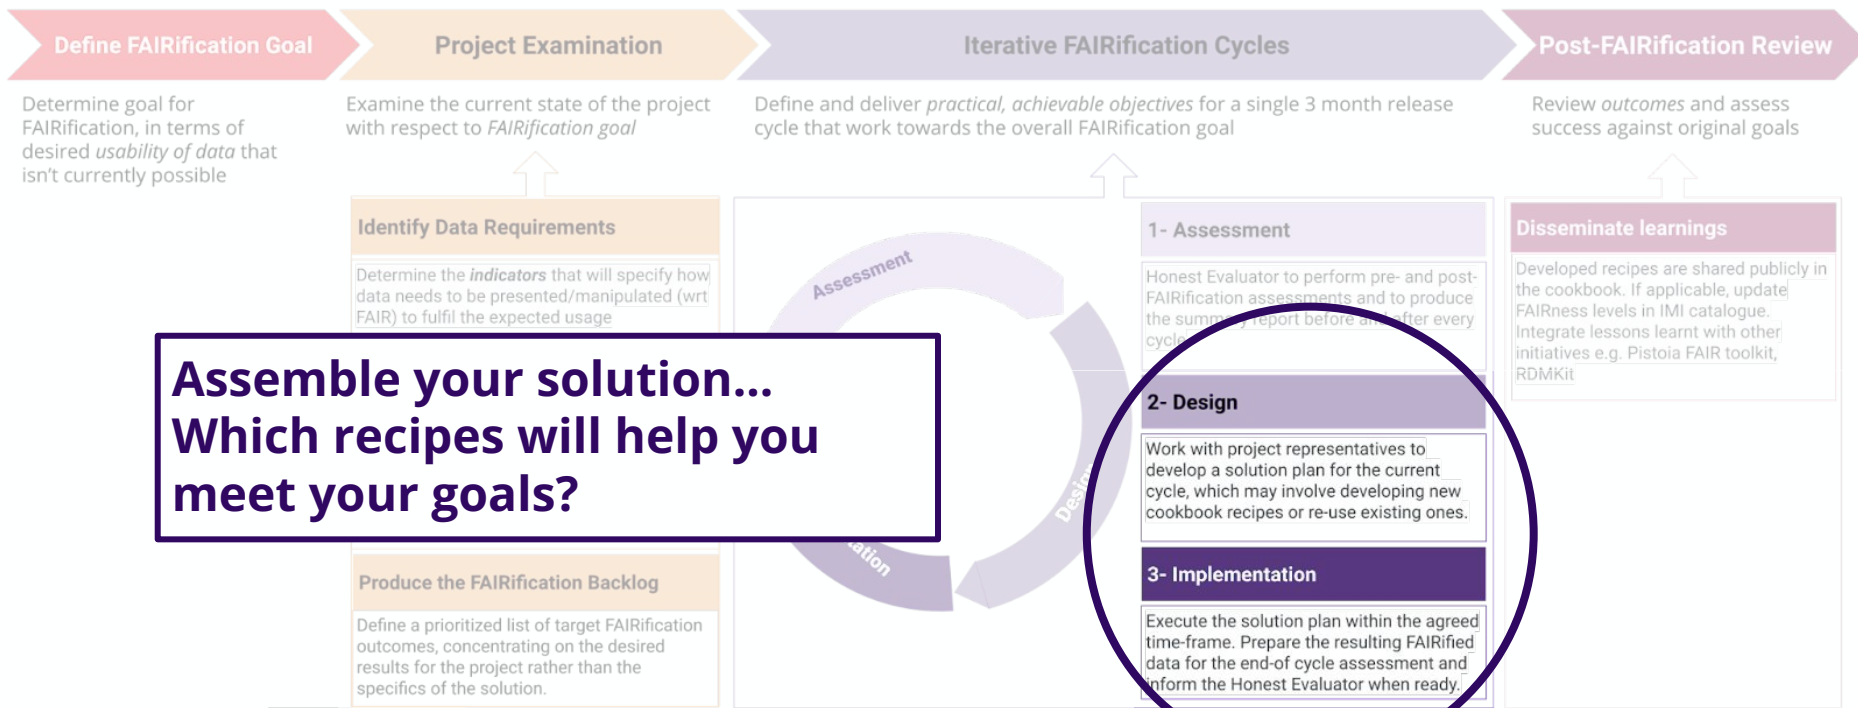 Define FAIRification Goal
Project Examination
Iterative FAIRification Cycles
Post-FAIRification Review
Determine goal for
FAIRification, in terms of
desired usability of data that
isn't currently possible
Examine the current state of the project
with respect to FAIRification goal
Define and deliver practical, achievable objectives for a single 3 month release
cycle that work towards the overall FAIRification goal
Review outcomes and assess
success against original goals
Identify Data Requirements
Determine the indicators that will specify how
data needs to be presented/manipulated (wrt
FAIR) to fulfil the expected usage
Assemble your solution...
Which recipes will help you
meet your goals?
Produce the FAIRification Backlog
Define a prioritized list of target FAIRification
outcomes, concentrating on the desired
results for the project rather than the
specifics of the solution.
Assessment
Design
1- Assessment
Honest Evaluator to perform pre- and post-
FAIRification assessments and to produce
the summary report before and after every
cycle
2- Design
Work with project representatives to
develop a solution plan for the current
cycle, which may involve developing new
cookbook recipes or re-use existing ones.
3- Implementation
Execute the solution plan within the agreed
time-frame. Prepare the resulting FAIRified
data for the end-of cycle assessment and
inform the Honest Evaluator when ready.
Disseminate learnings
Developed recipes are shared publicly in
the cookbook. If applicable, update
FAIRness levels in IMI catalogue.
Integrate lessons learnt with other
initiatives e.g. Pistoia FAIR toolkit,
RDMKit